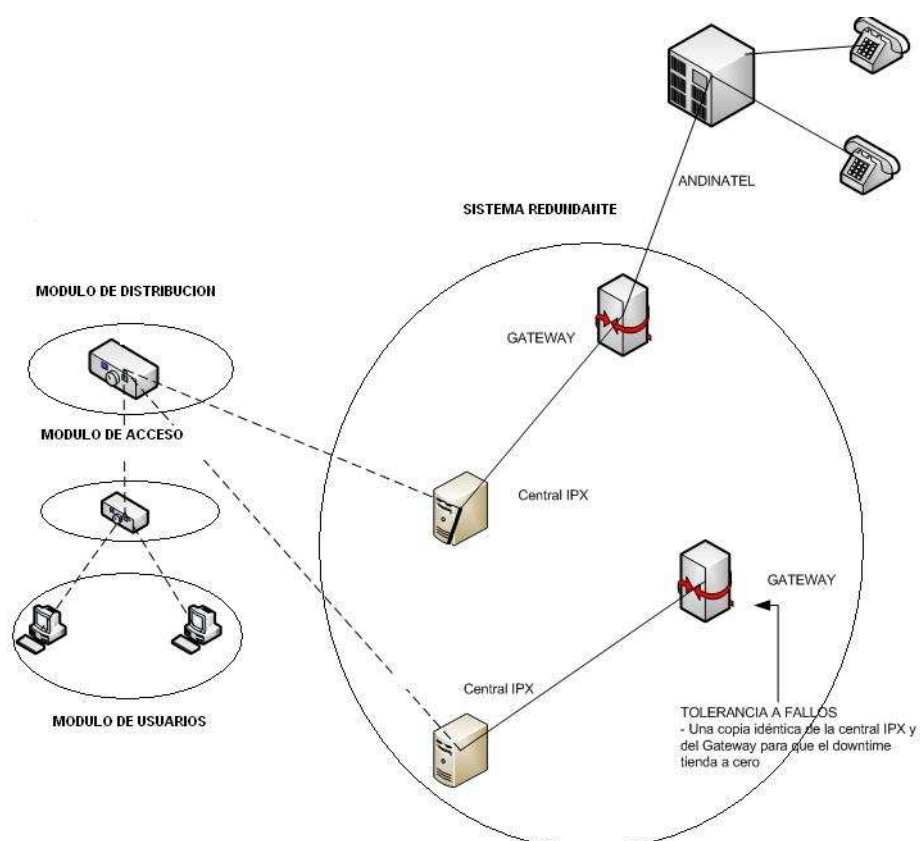 ANDINATEL
SISTEMA REDUNDANTE
MODULO DE DISTRIBUCION
GATEWAY
MODULO DE ACCESO
Central IPX
GATEWAY
Central IPX
MODULO DE USUARIOS
TOLERANCIA A FALLOS
- Una copia idéntica de la central IPX y
del Gateway para que el downtime
tienda a cero